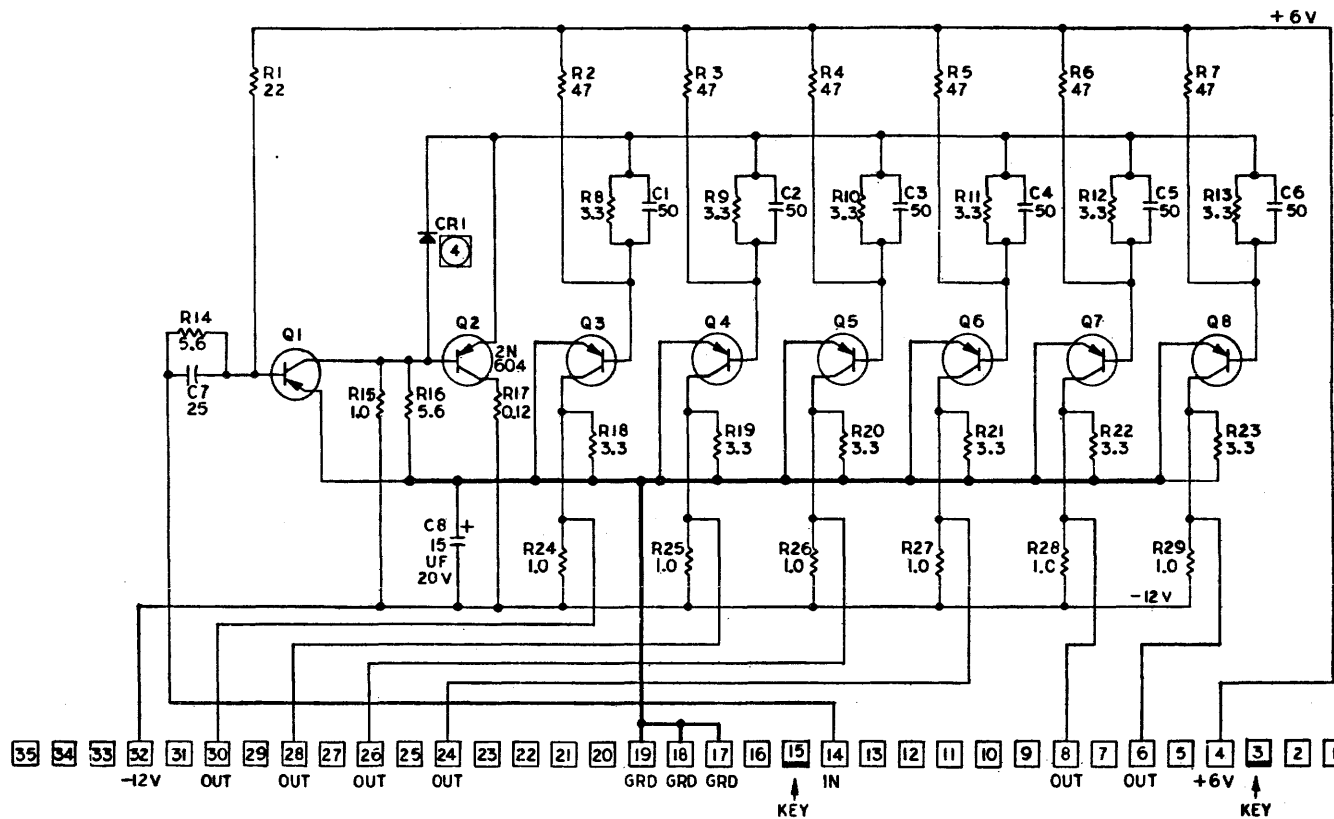 +6V
R1
22
R2
47
R3
47
R4
47
R5
47
R6
47
R7
47
R8
3.3
C1
50
R9
3.3
C2
50
R10
3.3
C3
50
R11
3.3
C4
50
R12
3.3
C5
50
R13
3.3
C6
50
CR1
4
R14
5.6
C7
25
Q1
Q2
2N
604
Q3
Q4
Q5
Q6
Q7
Q8
R15
1.0
R16
5.6
R17
0.12
R18
3.3
R19
3.3
R20
3.3
R21
3.3
R22
3.3
R23
3.3
C8 +
15
UF
20V
R24
1.0
R25
1.0
R26
1.0
R27
1.0
R28
1.0
R29
1.0
-12V
35 34 33 32 31 30 29 28 27 26 25 24 23 22 21 20 19 18 17 16 15 14 13 12 11 10 9 8 7 6 5 4 3 2
-12V OUT OUT OUT OUT GRD GRD GRD IN OUT OUT +6V
KEY KEY